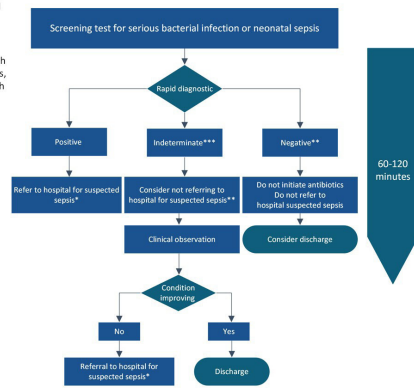 h
s,
h
Screening test for serious bacterial infection or neonatal sepsis
Rapid diagnostic
Positive
Indeterminate***
Negative**
Refer to hospital for suspected
sepsis*
Consider not referring to
hospital for suspected sepsis**
Do not initiate antibiotics
Do not refer to
hospital suspected sepsis
60-120
minutes
Clinical observation
Consider discharge
Condition
improving
No
Yes
Referral to hospital for
suspected sepsis*
Discharge